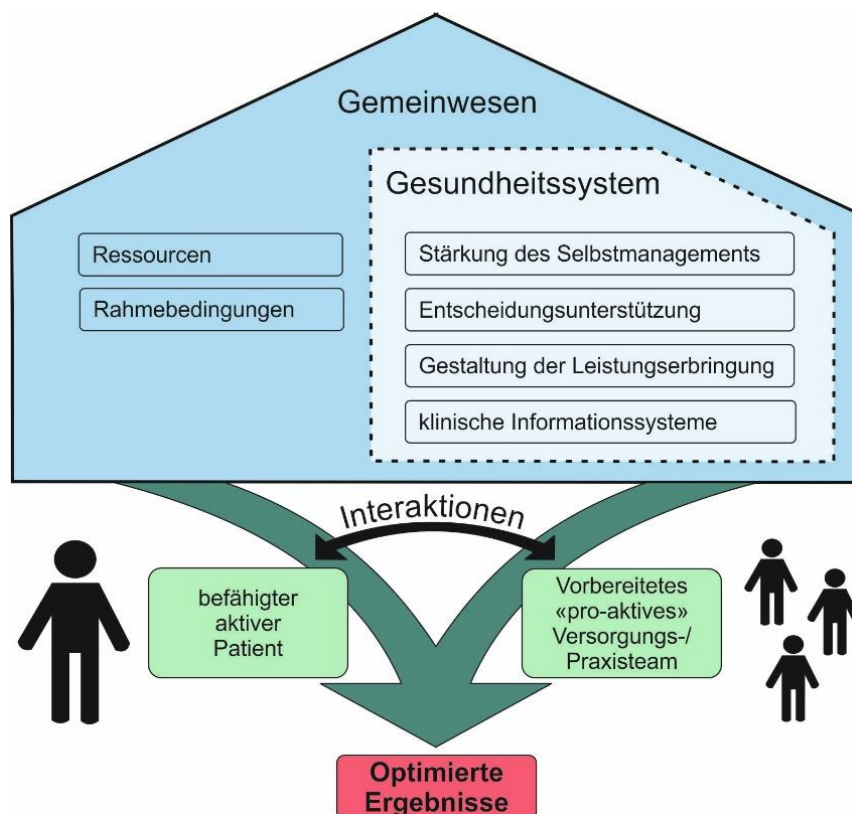 Gemeinwesen
Gesundheitssystem
Ressourcen
Rahmebedingungen
Stärkung des Selbstmanagements
Entscheidungsunterstützung
Gestaltung der Leistungserbringung
klinische Informationssysteme
Interaktionen
befähigter
aktiver
Patient
Vorbereitetes
«pro-aktives»
Versorgungs-/
Praxisteam
Optimierte
Ergebnisse